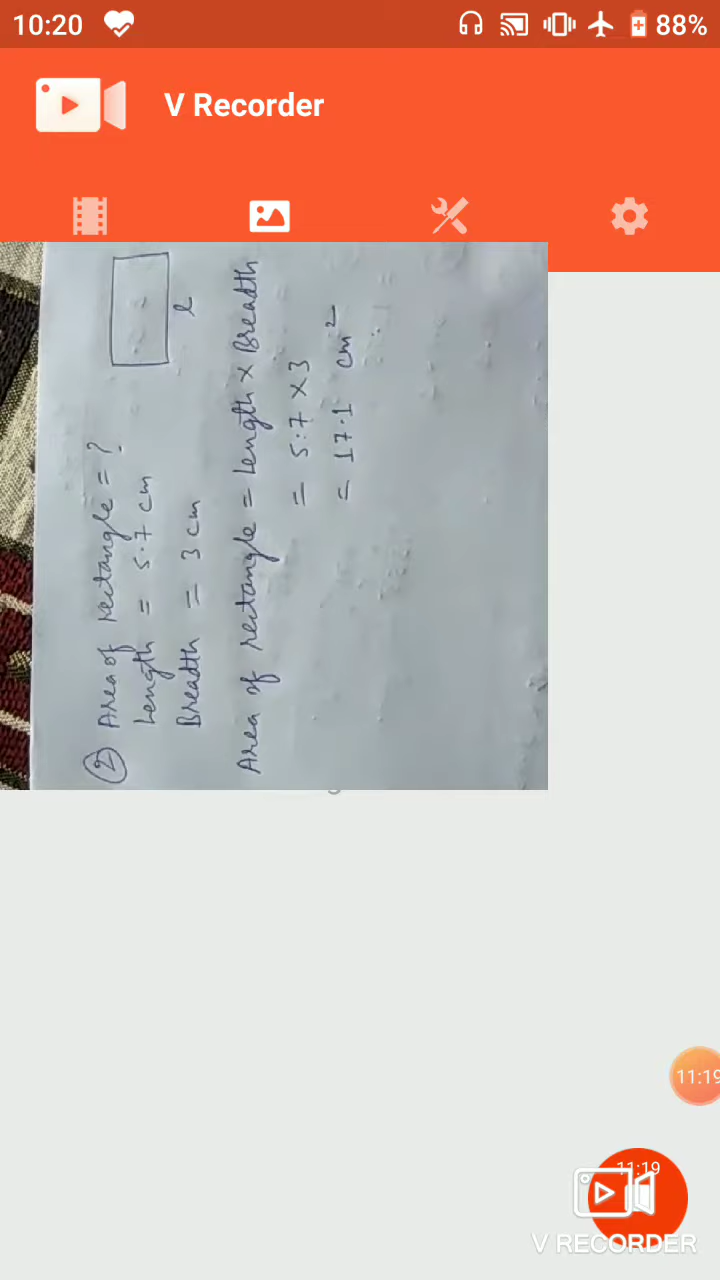 10:20
88%
V Recorder
② Area of rectangle = ?
Length = 5.7 cm
Breadth = 3 cm
l
Area of rectangle = Length × Breadth
= 5.7 × 3
= 17.1 cm²
11:19
11:19
V RECORDER